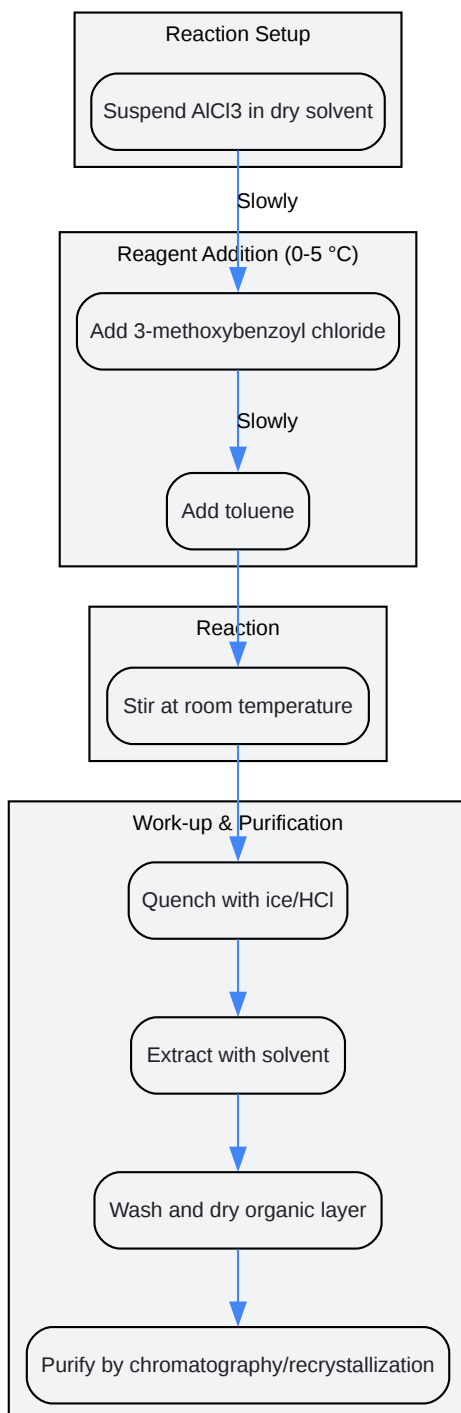 Reaction Setup
Suspend AlCl3 in dry solvent
Slowly
Reagent Addition (0-5 °C)
Add 3-methoxybenzoyl chloride
Slowly
Add toluene
Reaction
Stir at room temperature
Work-up & Purification
Quench with ice/HCl
Extract with solvent
Wash and dry organic layer
Purify by chromatography/recrystallization